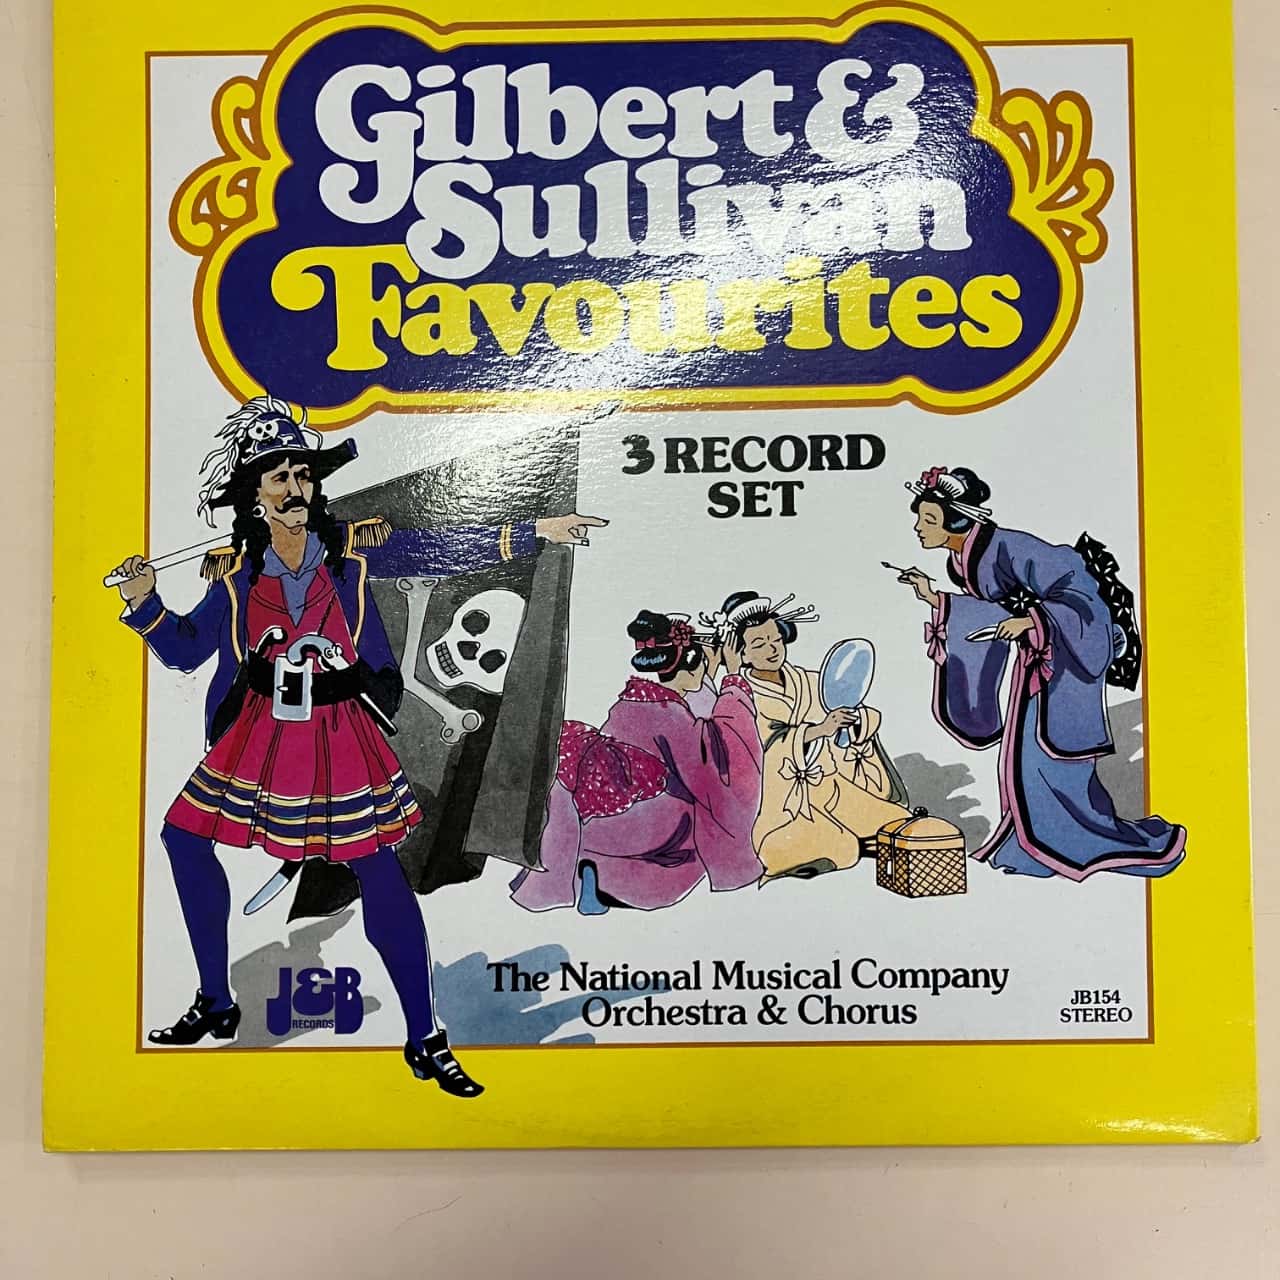 Gilbert &
Sullivan
Favourites
3 RECORD
SET
J&B
RECORDS
The National Musical Company
Orchestra & Chorus
JB154
STEREO